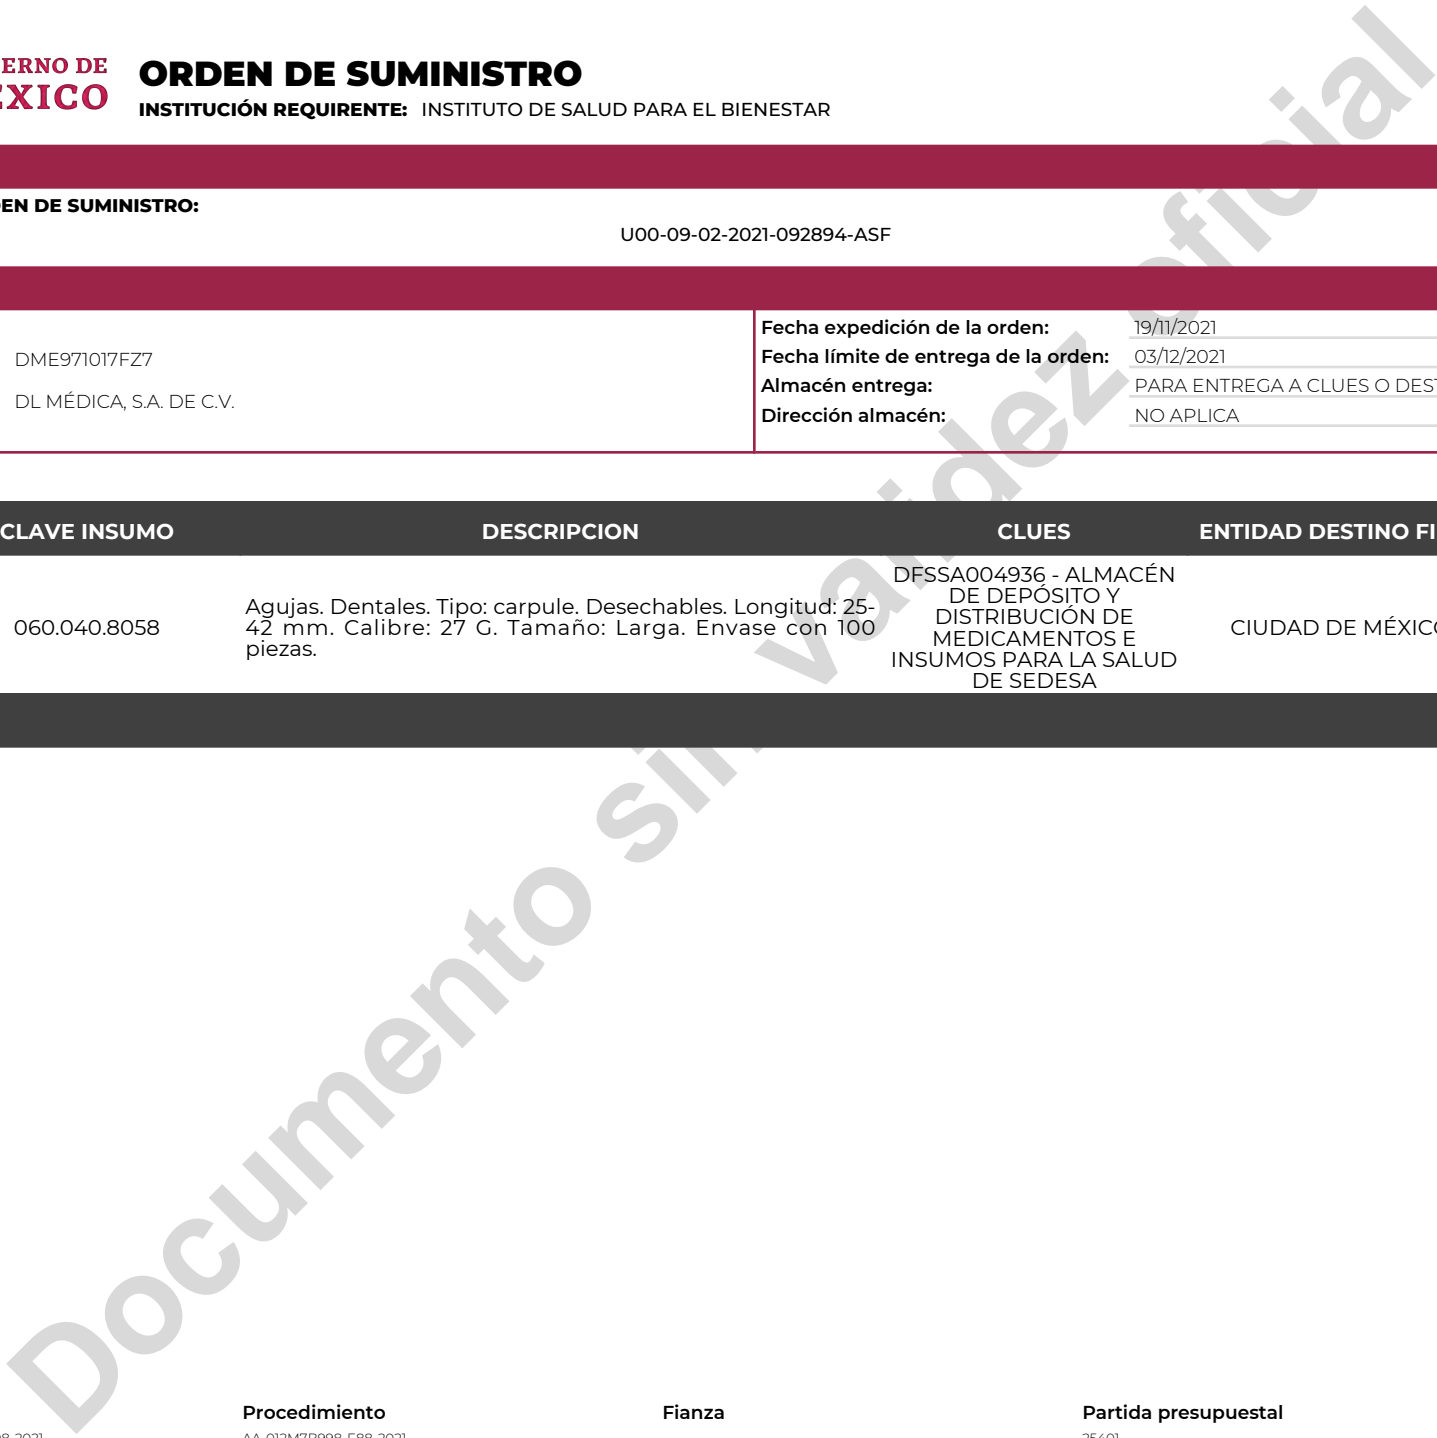 ERNO DE
ORDEN DE SUMINISTRO
INSTITUCIÓN REQUIRENTE: INSTITUTO DE SALUD PARA EL BIENESTAR
DE SUMINISTRO:
U00-09-02-2021-092894-ASF
DME971017FZ7
DL MÉDICA, S.A. DE C.V.
Fecha expedición de la orden: 19/11/2021
Fecha límite de entrega de la orden: 03/12/2021
Almacén entrega: PARA ENTREGA A CLUES O
Dirección almacén: NO APLICA
CLAVE INSUMO DESCRIPCION CLUES ENTIDAD DESTINO
060.040.8058
Agujas. Dentales. Tipo: carpule. Desechables. Longitud: 25-
42 mm. Calibre: 27 G. Tamaño: Larga. Envase con 100
piezas.
DFSSA004936 - ALMACÉN
DE DEPÓSITO Y
DISTRIBUCIÓN DE
MEDICAMENTOS E
INSUMOS PARA LA SALUD
DE SEDESA
CIUDAD DE MÉXICO
Documento sin validez oficial
Procedimiento Fianza Partida presupuestal